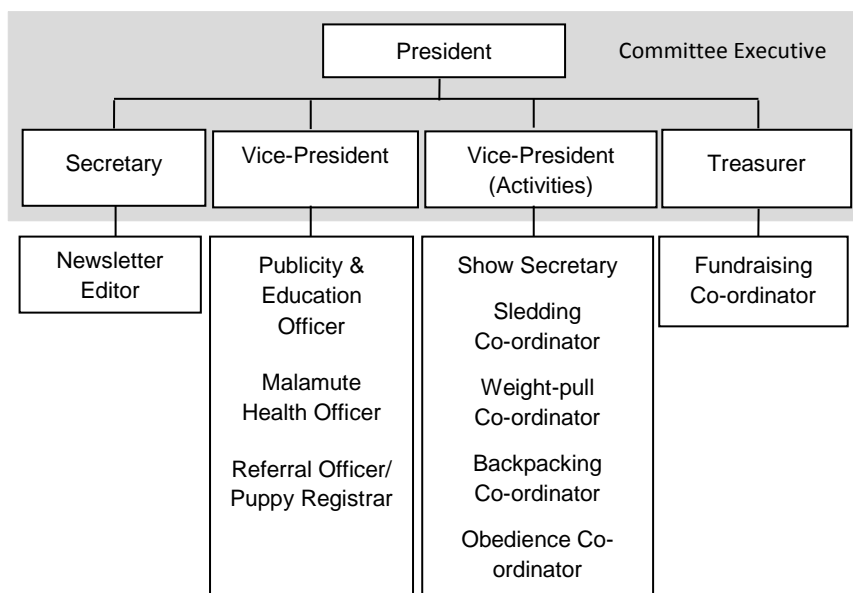 President
Committee Executive
Secretary
Vice-President
Vice-President
(Activities)
Treasurer
Newsletter
Editor
Publicity &
Education
Officer
Malamute
Health Officer
Referral Officer/
Puppy Registrar
Show Secretary
Sledding
Co-ordinator
Weight-pull
Co-ordinator
Backpacking
Co-ordinator
Obedience Co-
ordinator
Fundraising
Co-ordinator